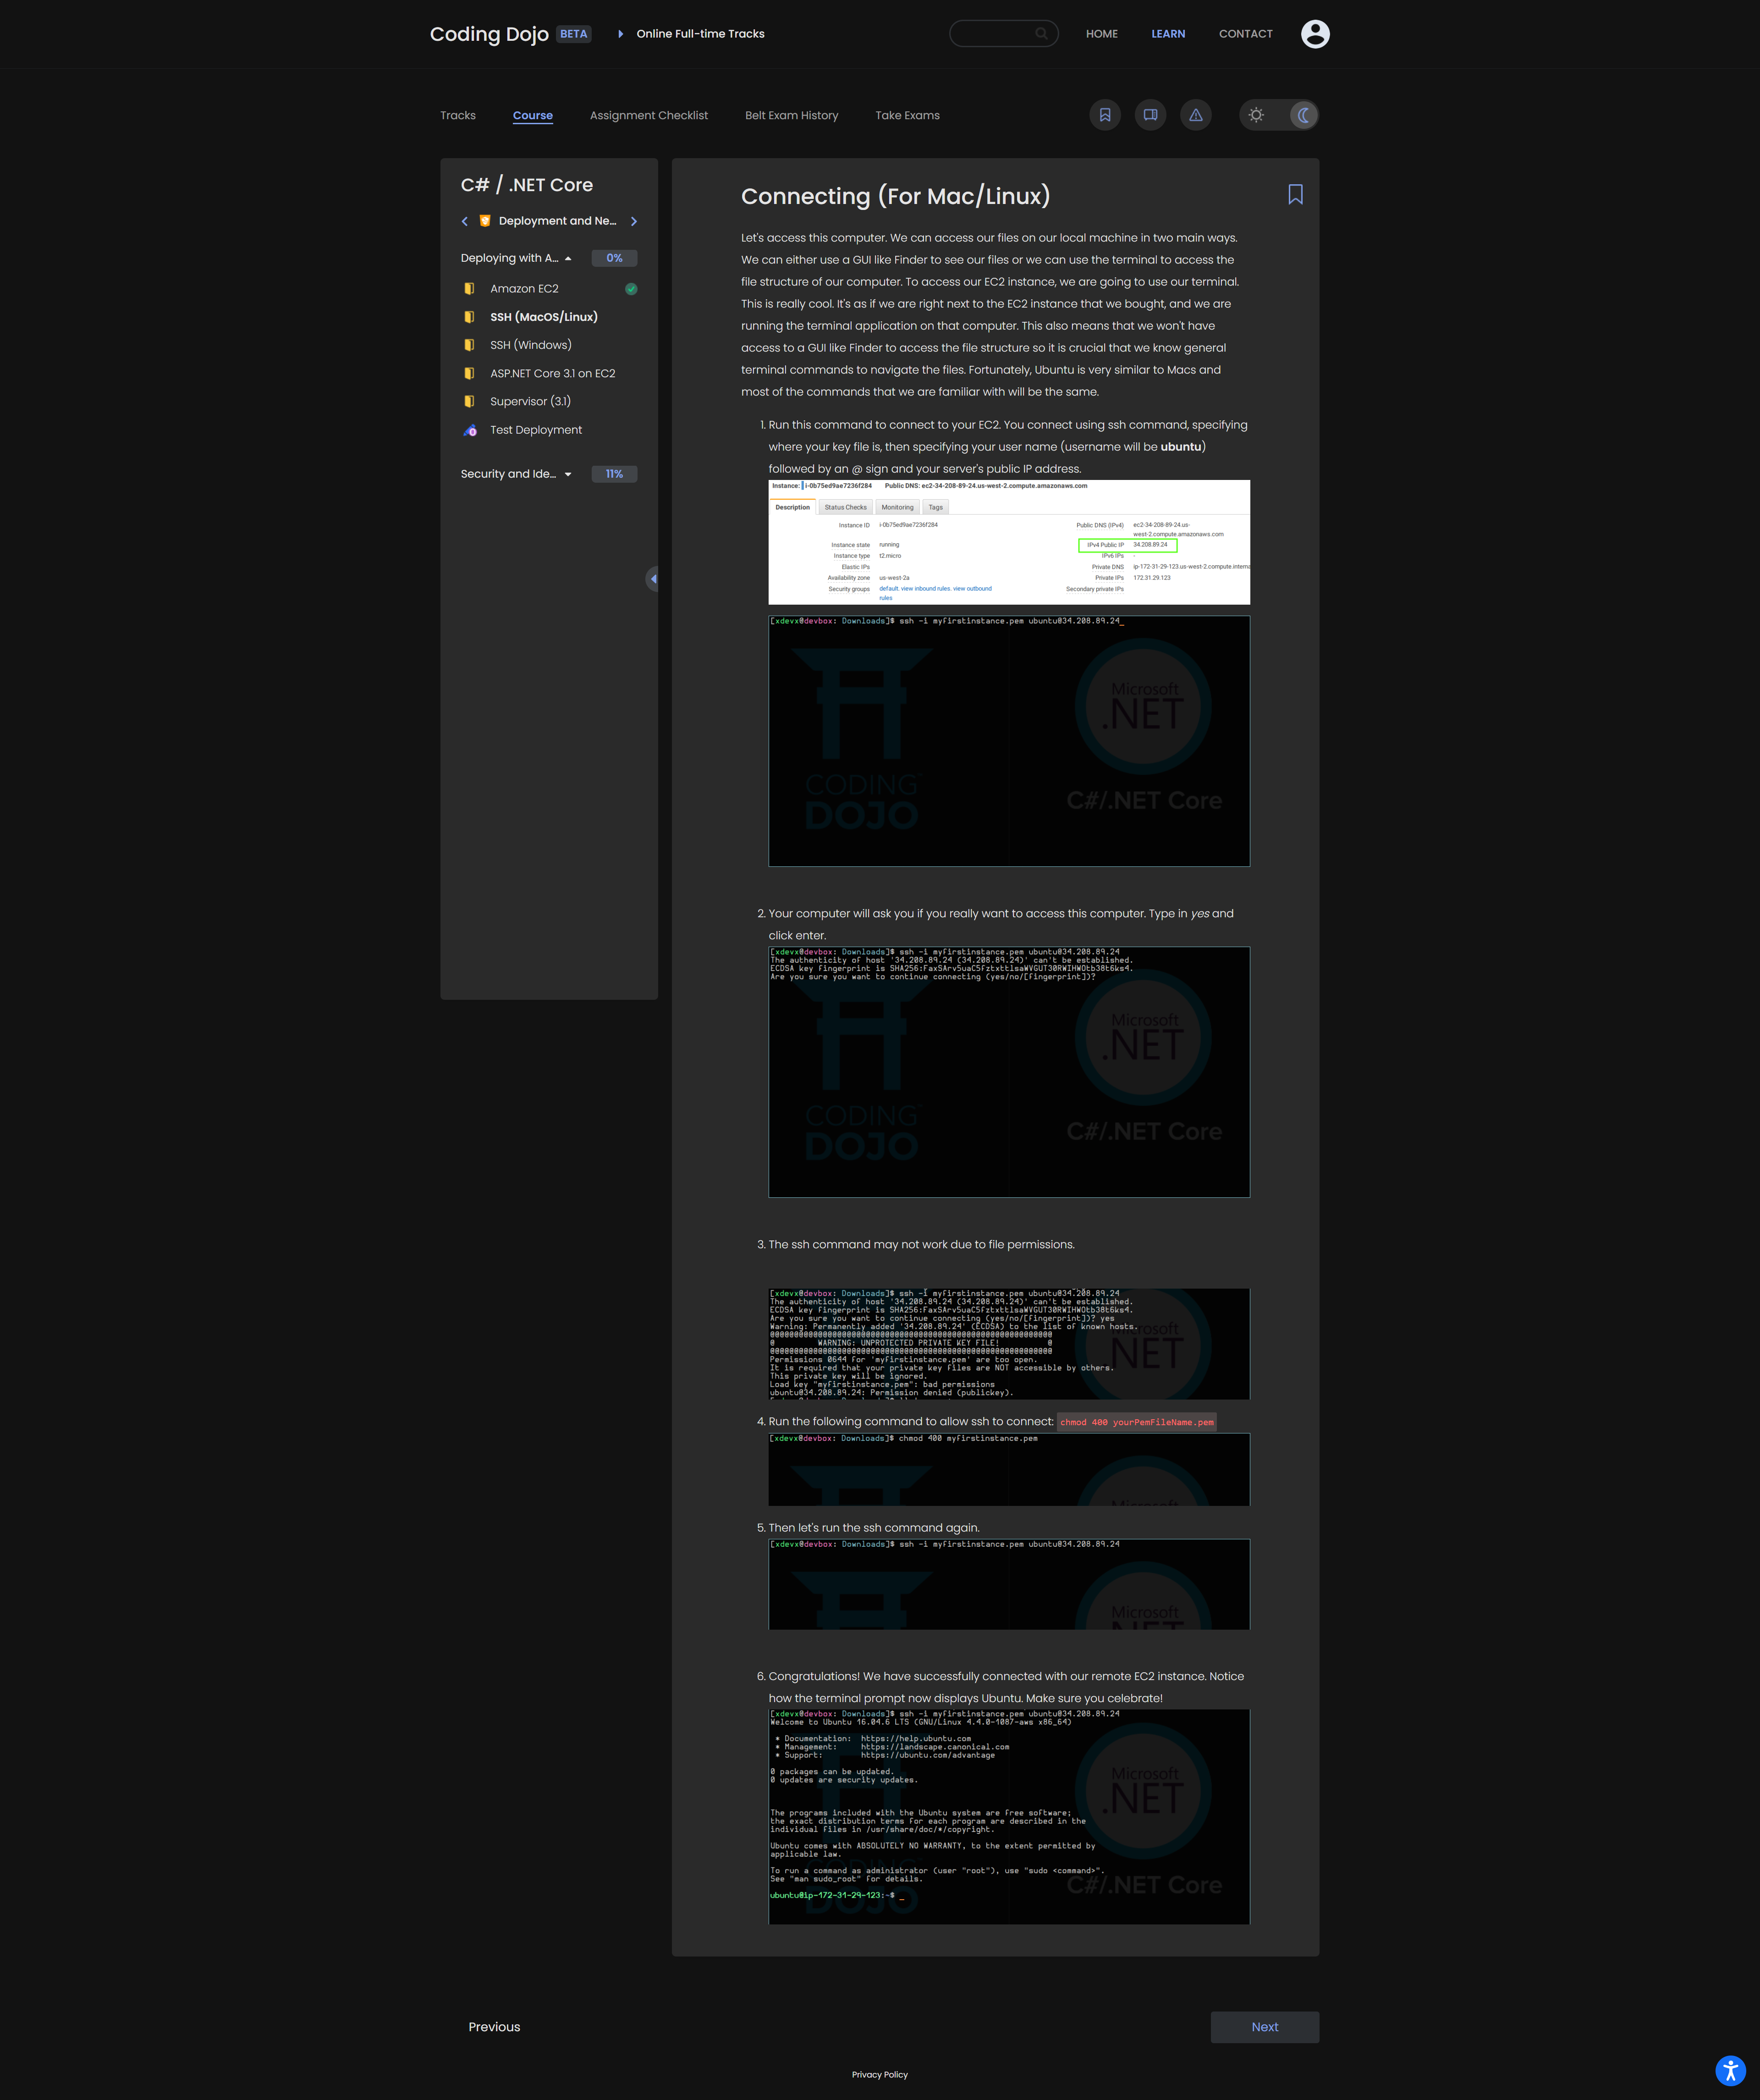 Coding Dojo BETA Online Full-time Tracks HOME LEARN CONTACT
Tracks Course Assignment Checklist Belt Exam History Take Exams
C# / .NET Core
Deployment and Ne...
Deploying with A... 0%
Amazon EC2
SSH (MacOS/Linux)
SSH (Windows)
ASP.NET Core 3.1 on EC2
Supervisor (3.1)
Test Deployment
Security and Ide... 11%
Connecting (For Mac/Linux)
Let's access this computer. We can access our files on our local machine in two main ways.
We can either use a GUI like Finder to see our files or we can use the terminal to access the
file structure of our computer. To access our EC2 instance, we are going to use our terminal.
This is really cool. It's as if we are right next to the EC2 instance that we bought, and we are
running the terminal application on that computer. This also means that we won't have
access to a GUI like Finder to access the file structure so it is crucial that we know general
terminal commands to navigate the files. Fortunately, Ubuntu is very similar to Macs and
most of the commands that we are familiar with will be the same.
1. Run this command to connect to your EC2. You connect using ssh command, specifying
where your key file is, then specifying your user name (username will be ubuntu)
followed by an @ sign and your server's public IP address.
Instance: i-0b75ed9ae7236f284 Public DNS: ec2-34-208-89-24.us-west-2.compute.amazonaws.com
Description Status Checks Monitoring Tags
Instance ID i-0b75ed9ae7236f284 Public DNS (IPv4) ec2-34-208-89-24.us-
west-2.compute.amazonaws.com
Instance state running IPv4 Public IP 34.208.89.24
Instance type t2.micro IPv6 IPs -
Elastic IPs Private DNS ip-172-31-29-123.us-west-2.compute.interna
Availability zone us-west-2a Private IPs 172.31.29.123
Security groups default. view inbound rules. view outbound Secondary private IPs
rules
[xdevx@devbox: Downloads]$ ssh -i myfirstinstance.pem ubuntu@34.208.89.24_
Microsoft
.NET
CODING
DOJO
C#/.NET Core
2. Your computer will ask you if you really want to access this computer. Type in yes and
click enter.
[xdevx@devbox: Downloads]$ ssh -i myfirstinstance.pem ubuntu@34.208.89.24
The authenticity of host '34.208.89.24 (34.208.89.24)' can't be established.
ECDSA key fingerprint is SHA256:FaxSArv5uaC5FztxttlsaWVGUT30RWIHWOtb38t6ks4.
Are you sure you want to continue connecting (yes/no/[fingerprint])?
Microsoft
.NET
CODING
DOJO
C#/.NET Core
3. The ssh command may not work due to file permissions.
[xdevx@devbox: Downloads]$ ssh -i myfirstinstance.pem ubuntu@34.208.89.24
The authenticity of host '34.208.89.24 (34.208.89.24)' can't be established.
ECDSA key fingerprint is SHA256:FaxSArv5uaC5FztxttlsaWVGUT30RWIHWOtb38t6ks4.
Are you sure you want to continue connecting (yes/no/[fingerprint])? yes
Warning: Permanently added '34.208.89.24' (ECDSA) to the list of known hosts.
@@@@@@@@@@@@@@@@@@@@@@@@@@@@@@@@@@@@@@@@@@@@@@@@@@@@@@@@@@@
@ WARNING: UNPROTECTED PRIVATE KEY FILE! @
@@@@@@@@@@@@@@@@@@@@@@@@@@@@@@@@@@@@@@@@@@@@@@@@@@@@@@@@@@@
Permissions 0644 for 'myfirstinstance.pem' are too open.
It is required that your private key files are NOT accessible by others.
This private key will be ignored.
Load key "myfirstinstance.pem": bad permissions
ubuntu@34.208.89.24: Permission denied (publickey).
Microsoft
.NET
4. Run the following command to allow ssh to connect: chmod 400 yourPemFileName.pem
[xdevx@devbox: Downloads]$ chmod 400 myfirstinstance.pem
5. Then let's run the ssh command again.
[xdevx@devbox: Downloads]$ ssh -i myfirstinstance.pem ubuntu@34.208.89.24
Microsoft
6. Congratulations! We have successfully connected with our remote EC2 instance. Notice
how the terminal prompt now displays Ubuntu. Make sure you celebrate!
[xdevx@devbox: Downloads]$ ssh -i myfirstinstance.pem ubuntu@34.208.89.24
Welcome to Ubuntu 16.04.6 LTS (GNU/Linux 4.4.0-1087-aws x86_64)
* Documentation: https://help.ubuntu.com
* Management: https://landscape.canonical.com
* Support: https://ubuntu.com/advantage
0 packages can be updated.
0 updates are security updates.
The programs included with the Ubuntu system are free software;
the exact distribution terms for each program are described in the
individual files in /usr/share/doc/*/copyright.
Ubuntu comes with ABSOLUTELY NO WARRANTY, to the extent permitted by
applicable law.
To run a command as administrator (user "root"), use "sudo <command>".
See "man sudo_root" for details.
ubuntu@ip-172-31-29-123:~$ _
Microsoft
.NET
DOJO
C#/.NET Core
Previous Next
Privacy Policy